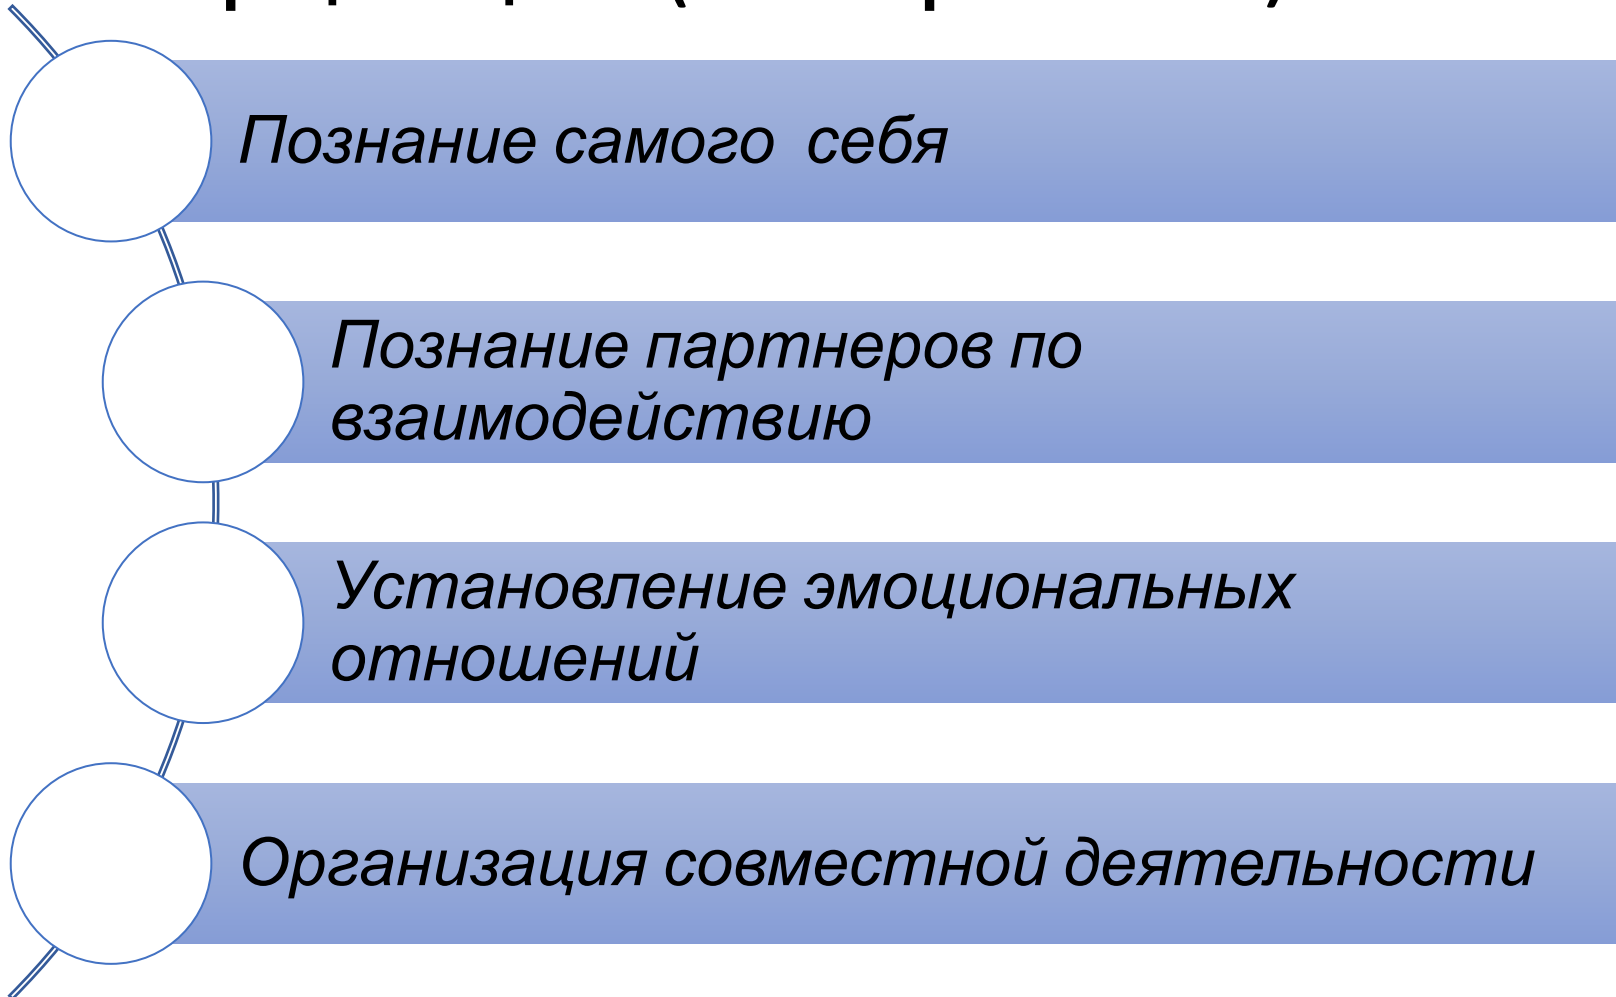 Познание самого себя
Познание партнеров по
взаимодействию
Установление эмоциональных
отношений
Организация совместной деятельности